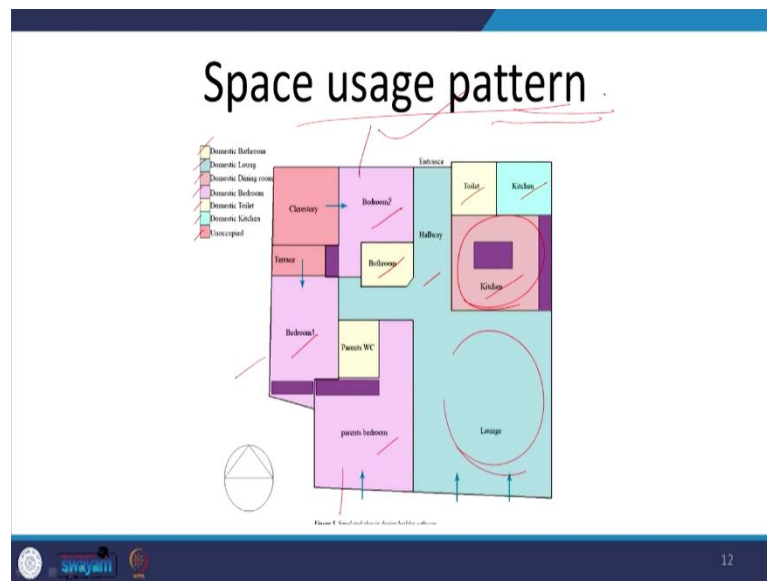 Space usage pattern
Domestic Bathroom
Domestic Loung
Domestic Dining room
Domestic Bedroom
Domestic Toilet
Domestic Kitchen
Unoccupied
Entrance
Toilet
Kitchen
Clerestory
Bedroom2
Hallway
Terrace
Bathroom
Kitchen
Bedroom1
Parents WC
parents bedroom
Lounge
swayam
12